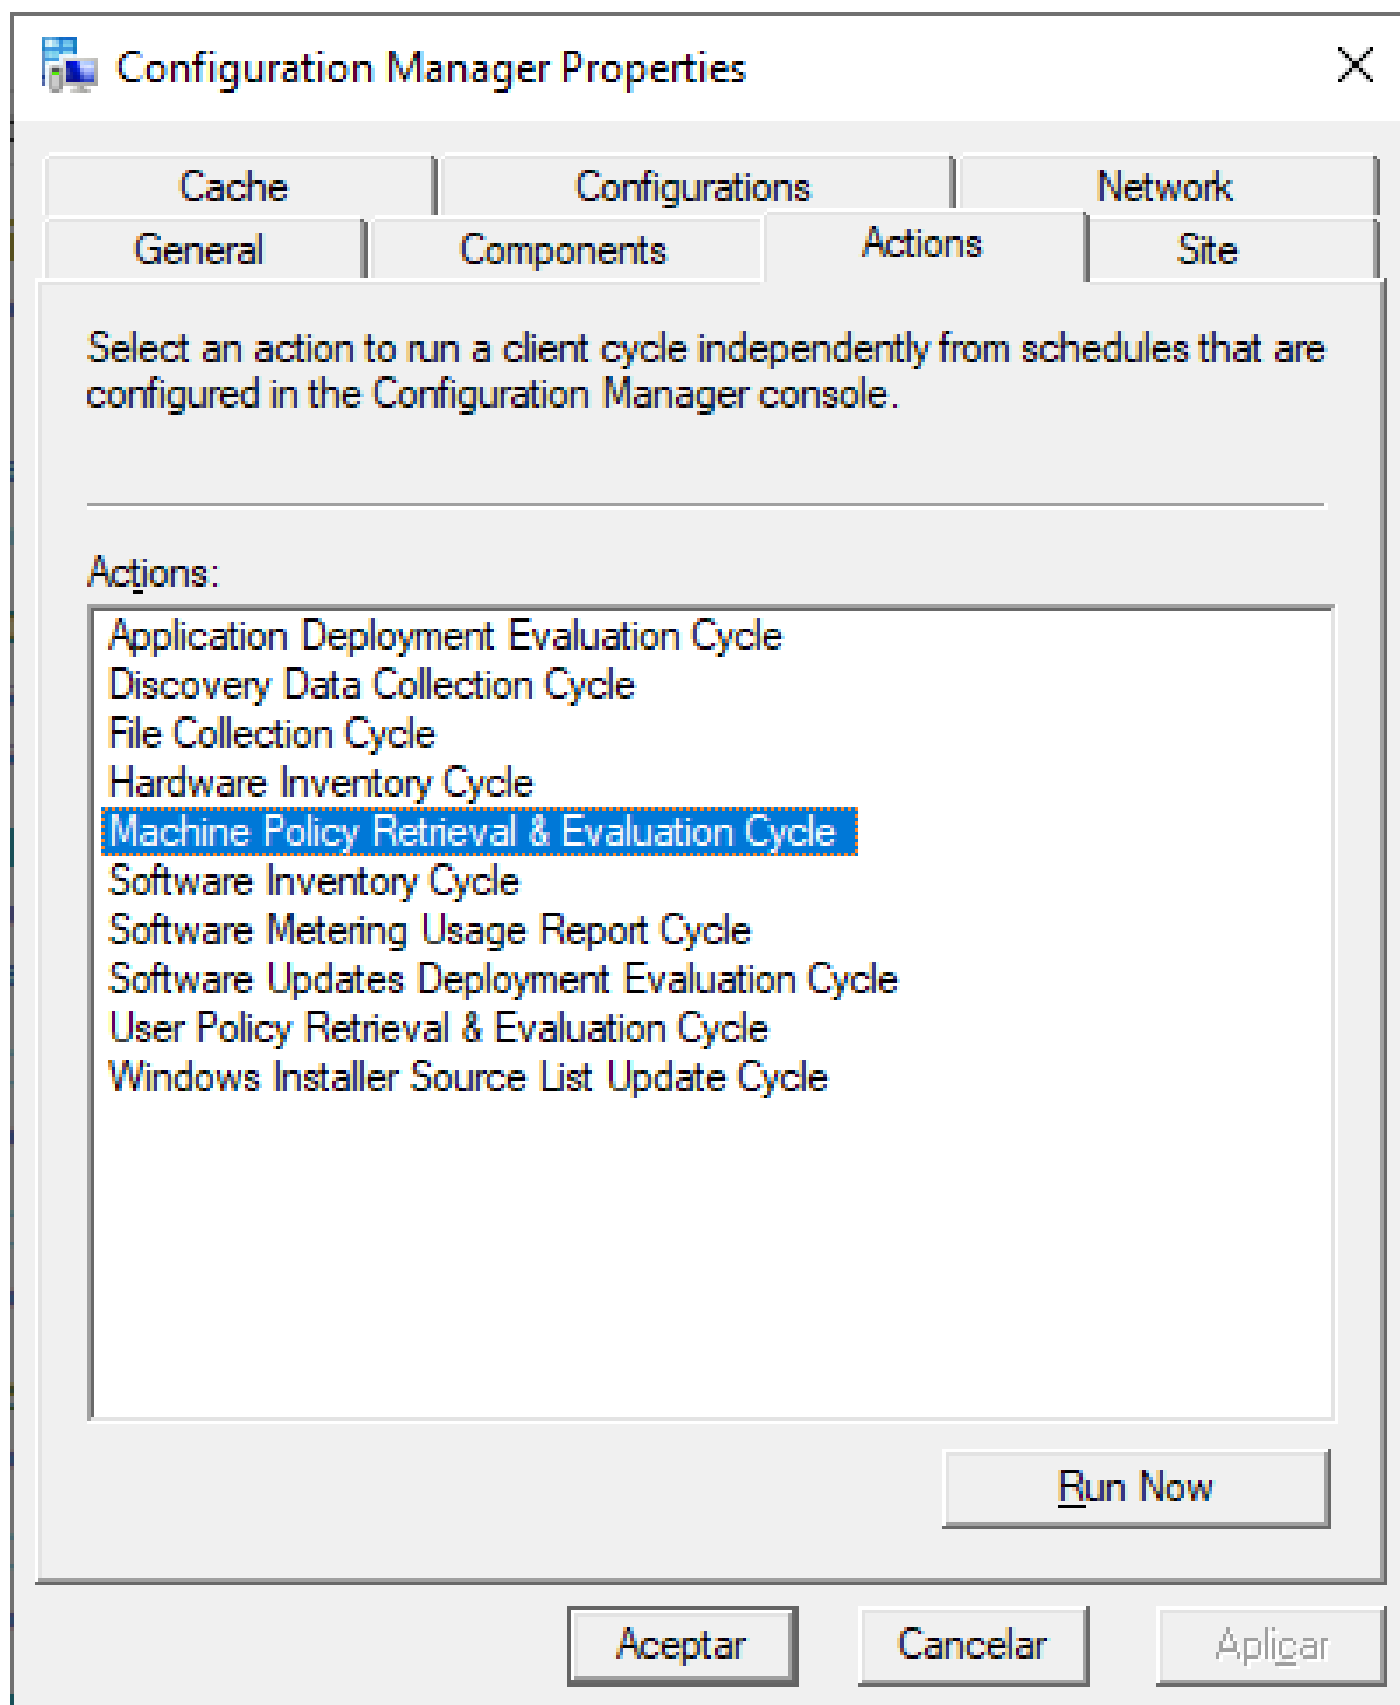 Configuration Manager Properties
Cache
Configurations
Network
General
Components
Actions
Site
Select an action to run a client cycle independently from schedules that are
configured in the Configuration Manager console.
Actions:
Application Deployment Evaluation Cycle
Discovery Data Collection Cycle
File Collection Cycle
Hardware Inventory Cycle
Machine Policy Retrieval & Evaluation Cycle
Software Inventory Cycle
Software Metering Usage Report Cycle
Software Updates Deployment Evaluation Cycle
User Policy Retrieval & Evaluation Cycle
Windows Installer Source List Update Cycle
Run Now
Aceptar
Cancelar
Aplicar